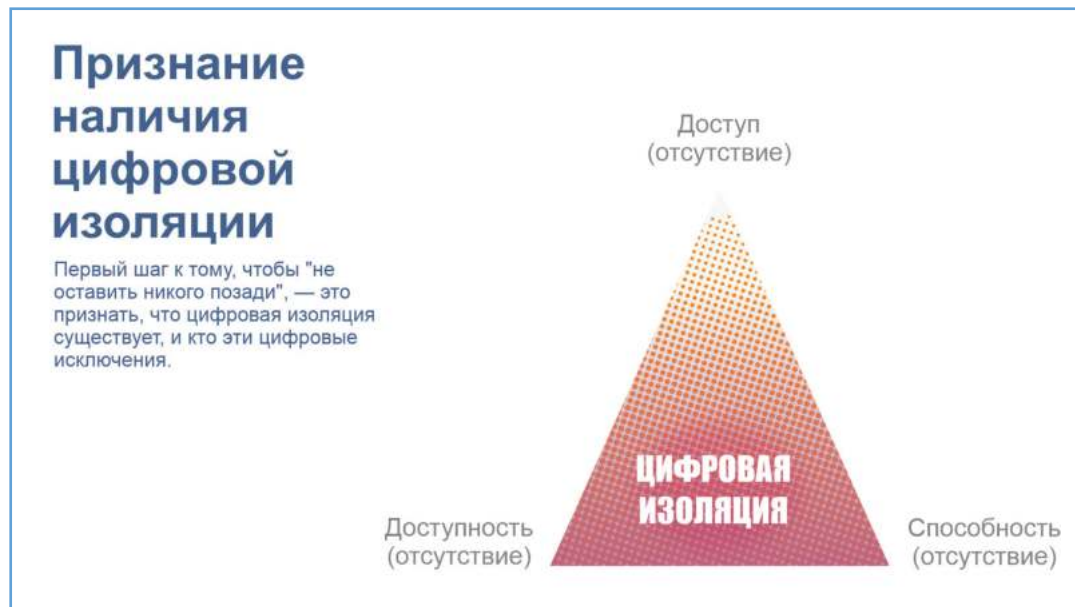 Признание
наличия
цифровой
изоляции
Первый шаг к тому, чтобы "не
оставить никого позади", — это
признать, что цифровая изоляция
существует, и кто эти цифровые
исключения.
Доступ
(отсутствие)
ЦИФРОВАЯ
ИЗОЛЯЦИЯ
Доступность
(отсутствие)
Способность
(отсутствие)